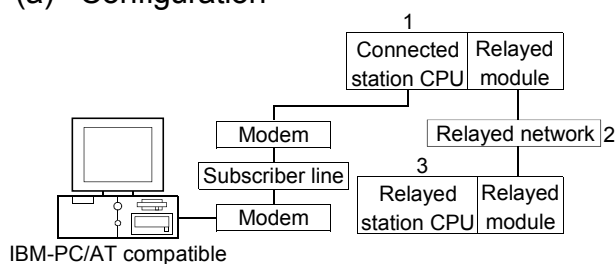 (a) Configuration
1
Connected station CPU
Relayed module
Modem
Relayed network 2
Subscriber line
3
Relayed station CPU
Relayed module
Modem
IBM-PC/AT compatible